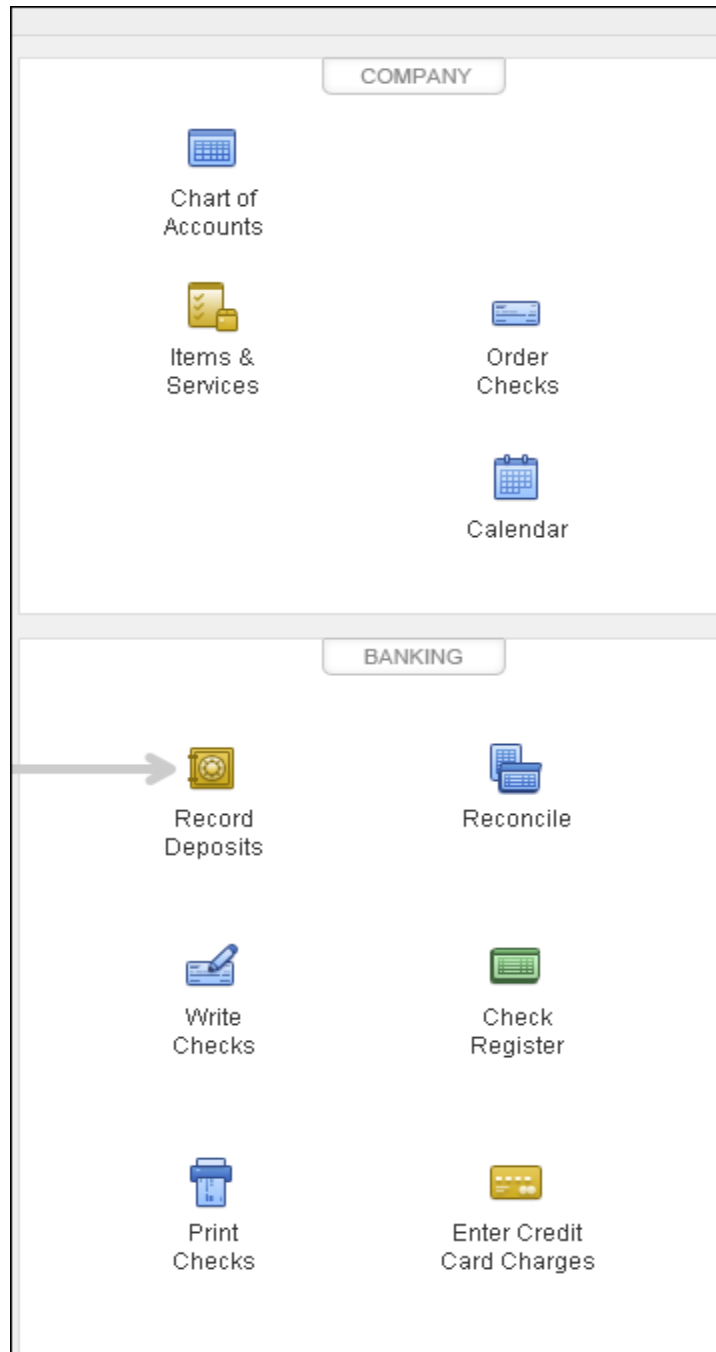 COMPANY
Chart of
Accounts
Items &
Services
Order
Checks
Calendar
BANKING
Record
Deposits
Reconcile
Write
Checks
Check
Register
Print
Checks
Enter Credit
Card Charges